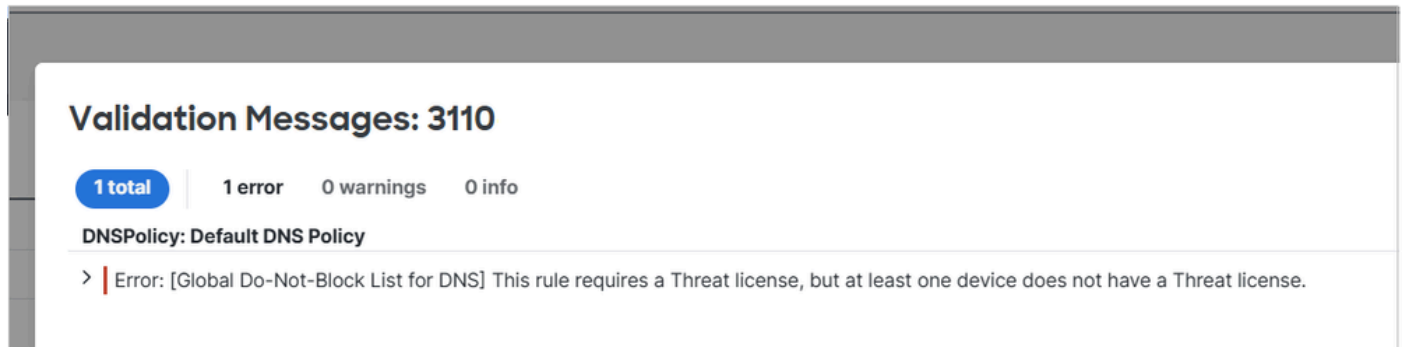 Validation Messages: 3110
1 total 1 error 0 warnings 0 info
DNSPolicy: Default DNS Policy
Error: [Global Do-Not-Block List for DNS] This rule requires a Threat license, but at least one device does not have a Threat license.